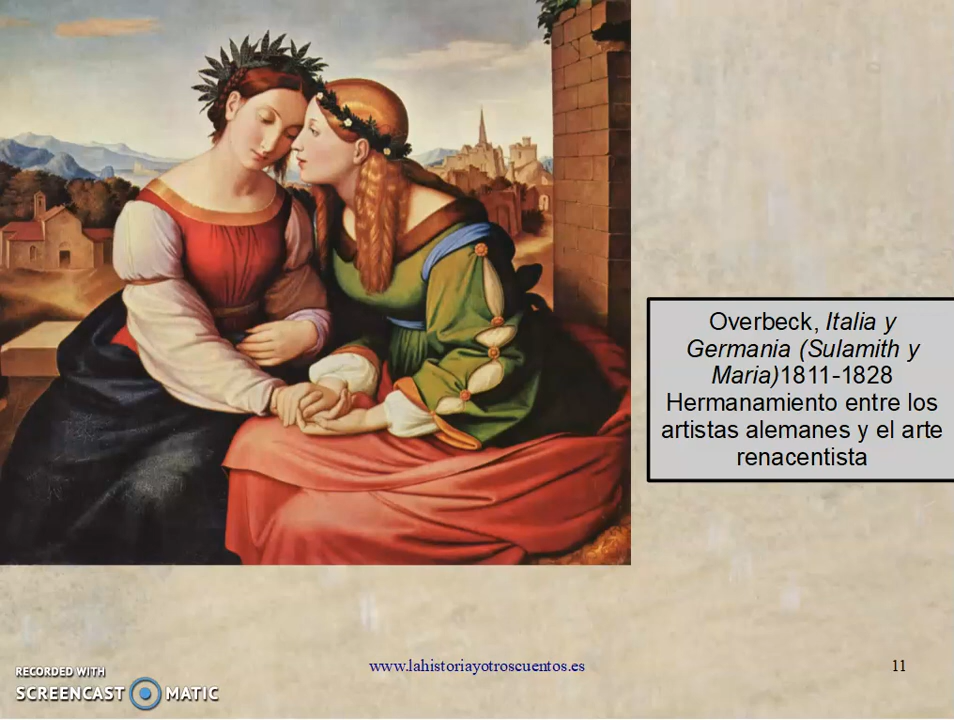 Overbeck, Italia y
Germania (Sulamith y
Maria)1811-1828
Hermanamiento entre los
artistas alemanes y el arte
renacentista
www.lahistoriayotroscuentos.es
11
RECORDED WITH
SCREENCAST MATIC